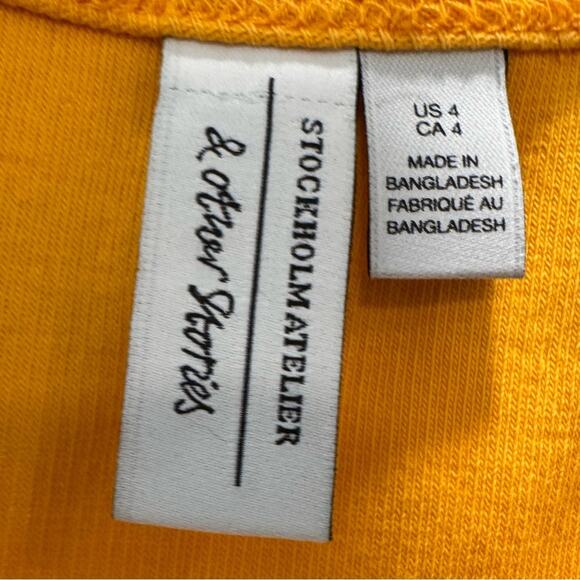 STOCKHOLM ATELIER
& other Stories
US 4
CA 4
MADE IN
BANGLADESH
FABRIQUÉ AU
BANGLADESH